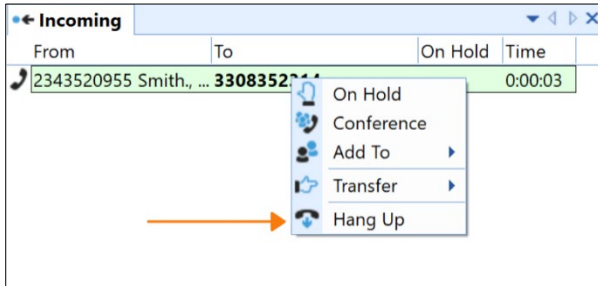 Incoming
From To On Hold Time
2343520955 Smith., ... 3308352314 0:00:03
On Hold
Conference
Add To
Transfer
Hang Up